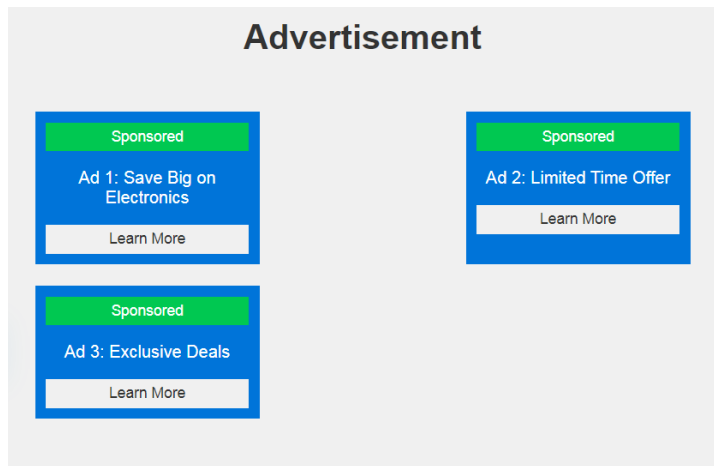 Advertisement
Sponsored
Ad 1: Save Big on
Electronics
Learn More
Sponsored
Ad 2: Limited Time Offer
Learn More
Sponsored
Ad 3: Exclusive Deals
Learn More